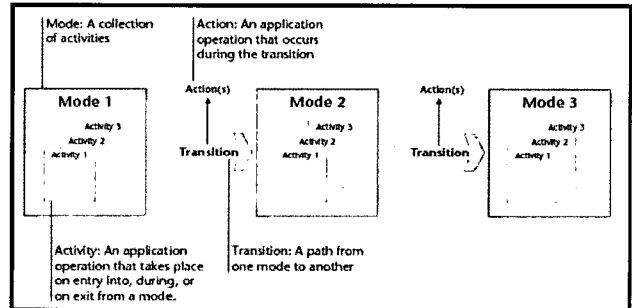 Mode: A collection
of activities
Action: An application
operation that occurs
during the transition
Mode 1
Activity 3
Activity 2
Activity 1
Action(s)
Transition
Mode 2
Activity 3
Activity 2
Activity 1
Action(s)
Transition
Mode 3
Activity 3
Activity 2
Activity 1
Activity: An application
operation that takes place
on entry into, during, or
on exit from a mode.
Transition: A path from
one mode to another